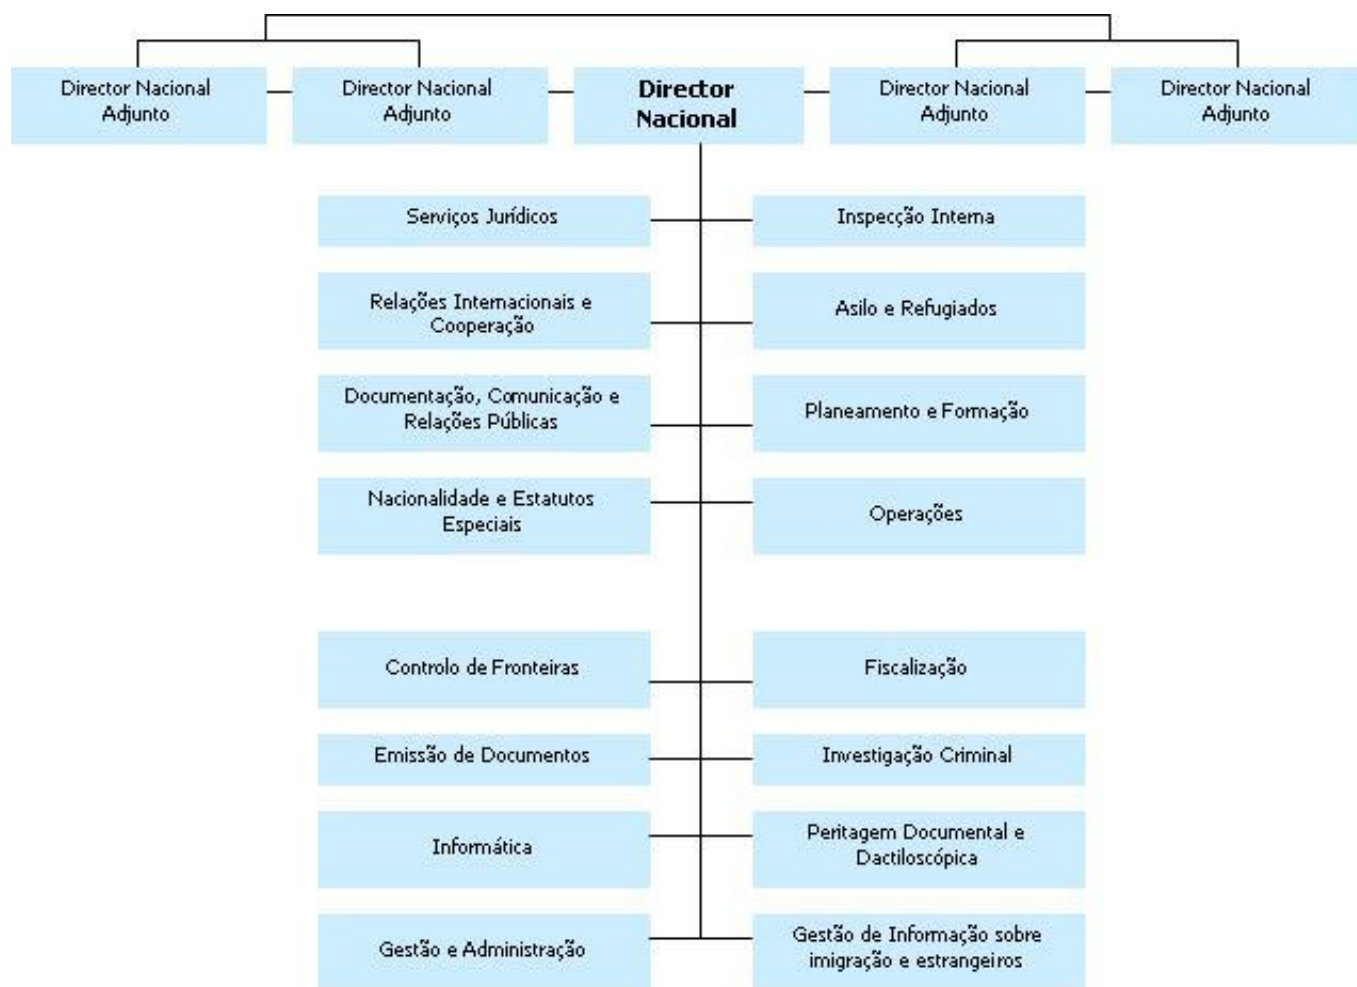 Director Nacional
Adjunto
Director Nacional
Adjunto
Director
Nacional
Director Nacional
Adjunto
Director Nacional
Adjunto
Serviços Jurídicos
Inspecção Interna
Relações Internacionais e
Cooperação
Asilo e Refugiados
Documentação, Comunicação e
Relações Públicas
Planeamento e Formação
Nacionalidade e Estatutos
Especiais
Operações
Controlo de Fronteiras
Fiscalização
Emissão de Documentos
Investigação Criminal
Informática
Peritagem Documental e
Dactiloscópica
Gestão e Administração
Gestão de Informação sobre
imigração e estrangeiros